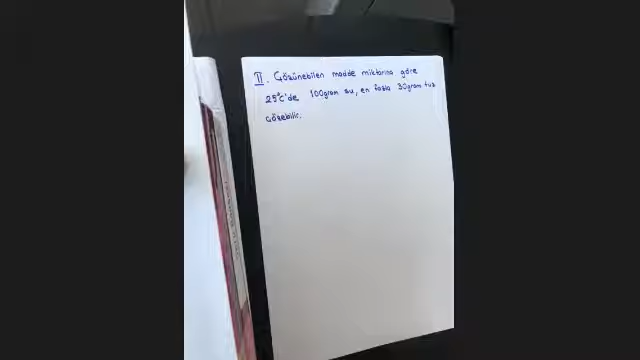 II. Çözünebilen madde miktarına göre
25°C'de 100gram su, en fazla 30gram tuz
çözebilir.